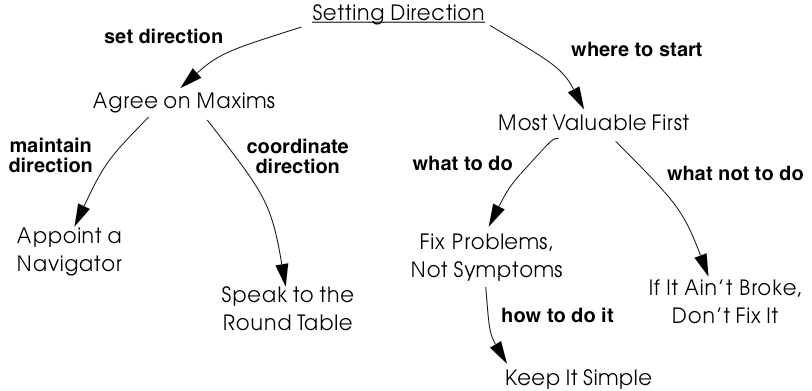 Setting Direction
set direction
where to start
Agree on Maxims
Most Valuable First
maintain
direction
coordinate
direction
what to do
what not to do
Appoint a
Navigator
Fix Problems,
Not Symptoms
Speak to the
Round Table
If It Ain't Broke,
Don't Fix It
how to do it
Keep It Simple